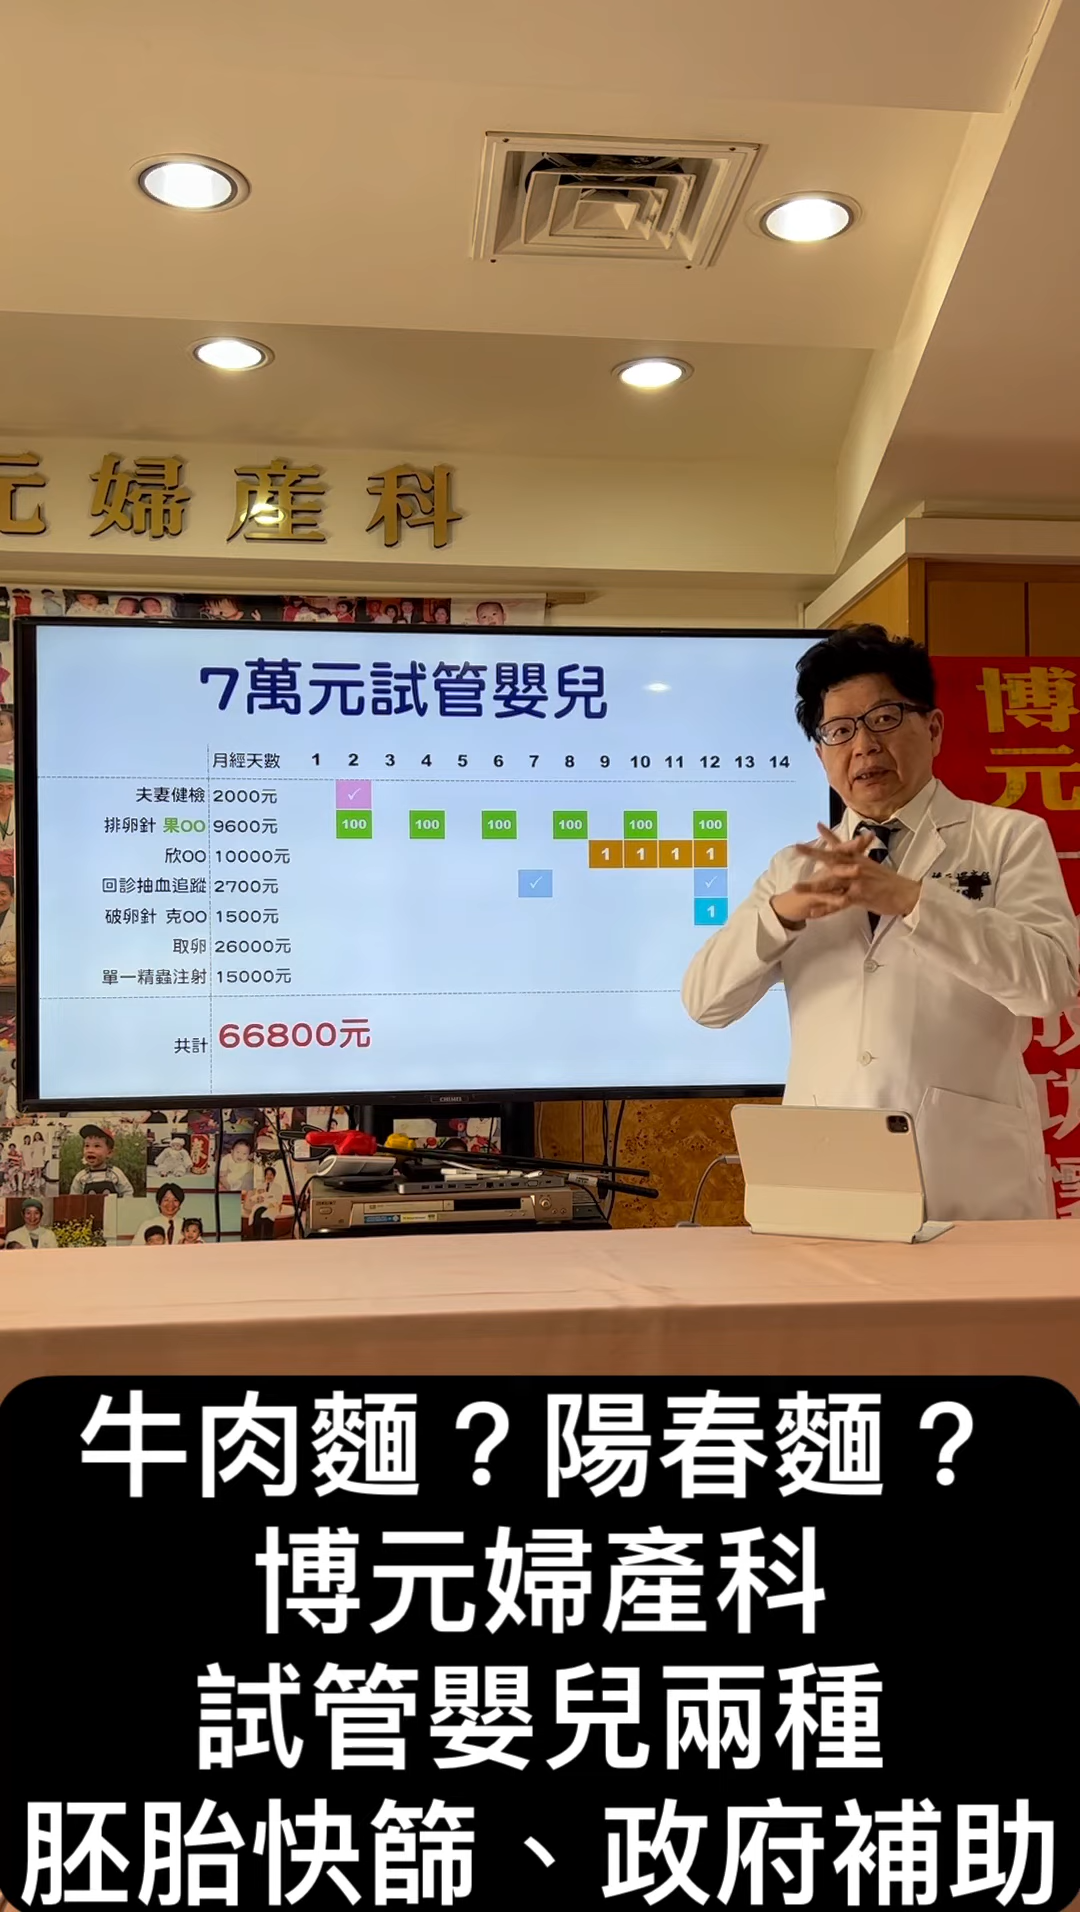 元婦產科
7萬元試管嬰兒
月經天數 1 2 3 4 5 6 7 8 9 10 11 12 13 14
夫妻健檢 2000元 ✓
排卵針 果OO 9600元 100 100 100 100 100 100
欣OO 10000元 1 1 1 1
回診抽血追蹤 2700元 ✓ ✓
破卵針 克OO 1500元 1
取卵 26000元
單一精蟲注射 15000元
共計 66800元
博
元
牛肉麵?陽春麵?
博元婦產科
試管嬰兒兩種
胚胎快篩、政府補助